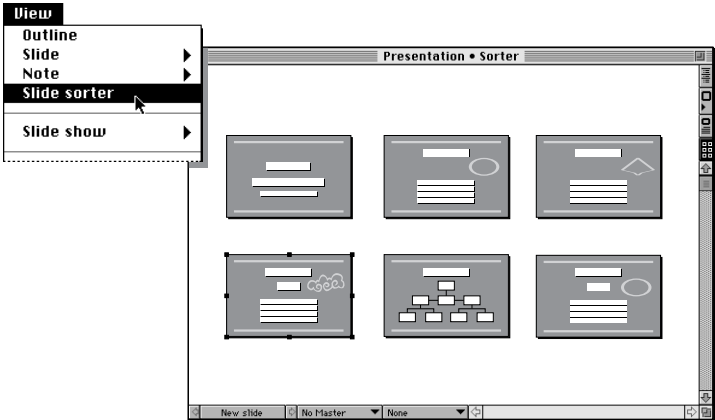 View
Outline
Slide
Note
Slide sorter
Slide show
Presentation • Sorter
New slide
No Master
None